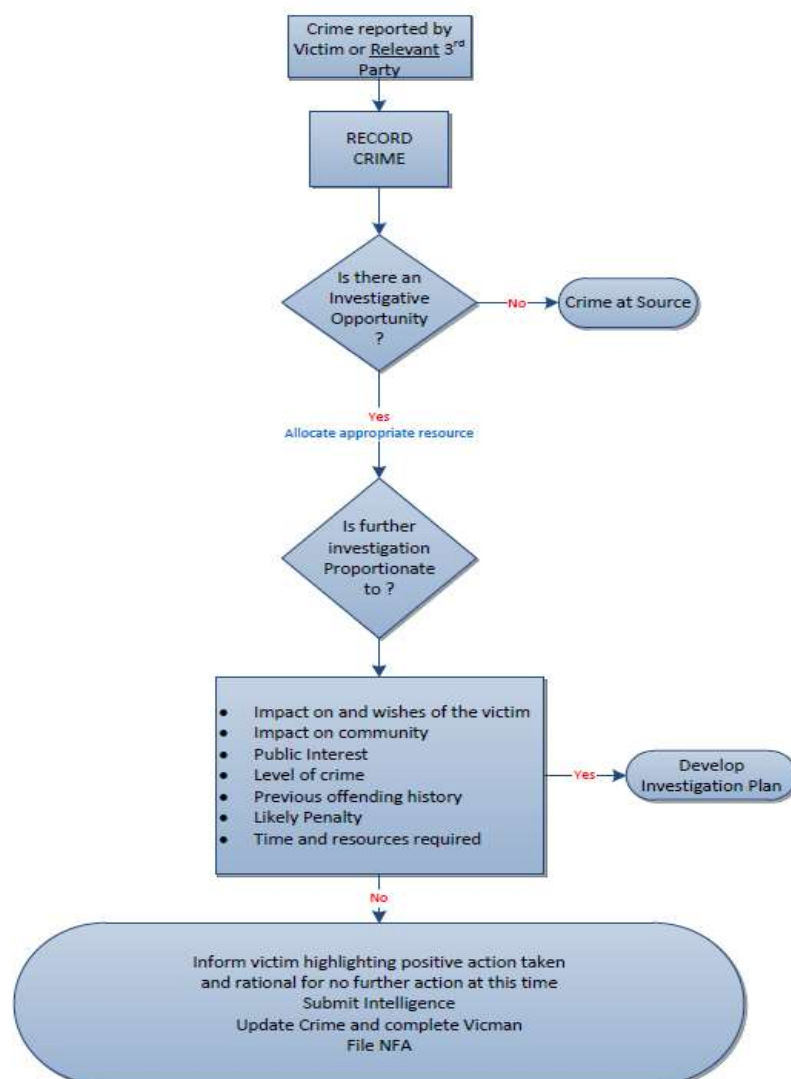 Crime reported by
Victim or Relevant 3rd
Party
RECORD
CRIME
Is there an
Investigative
Opportunity
?
No
Crime at Source
Yes
Allocate appropriate resource
Is further
investigation
Proportionate
to ?
• Impact on and wishes of the victim
• Impact on community
• Public Interest
• Level of crime
• Previous offending history
• Likely Penalty
• Time and resources required
Yes
Develop
Investigation Plan
No
Inform victim highlighting positive action taken
and rational for no further action at this time
Submit Intelligence
Update Crime and complete Vicman
File NFA